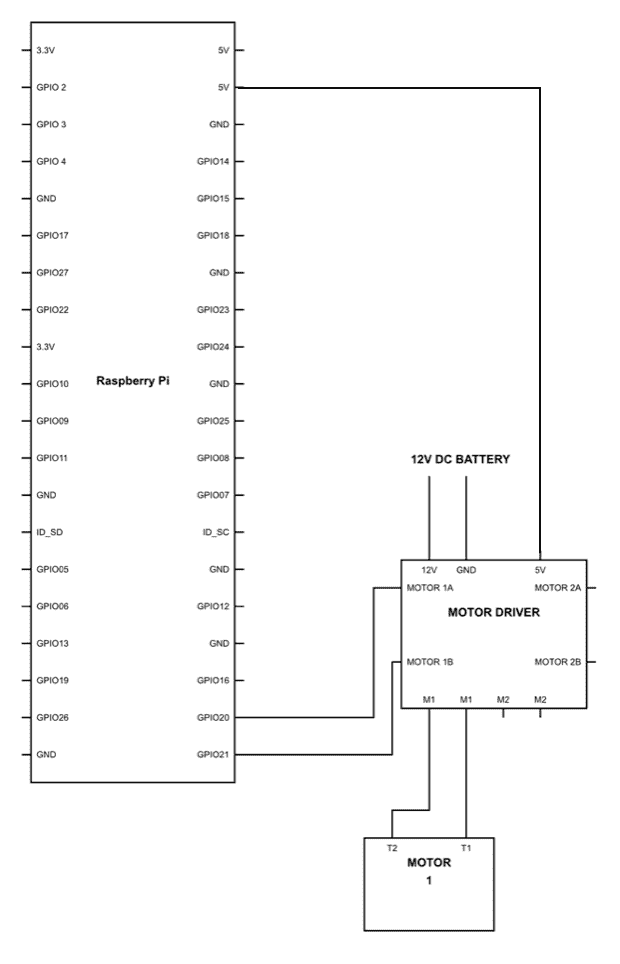 3.3V
5V
GPIO 2
5V
GPIO 3
GND
GPIO 4
GPIO14
GND
GPIO15
GPIO17
GPIO18
GPIO27
GND
GPIO22
GPIO23
3.3V
GPIO24
Raspberry Pi
GPIO10
GND
GPIO09
GPIO25
GPIO11
GPIO08
GND
GPIO07
ID_SD
ID_SC
GPIO05
GND
GPIO06
GPIO12
GPIO13
GND
GPIO19
GPIO16
GPIO26
GPIO20
GND
GPIO21
12V DC BATTERY
12V
GND
5V
MOTOR 1A
MOTOR 2A
MOTOR DRIVER
MOTOR 1B
MOTOR 2B
M1
M1
M2
M2
T2
T1
MOTOR
1